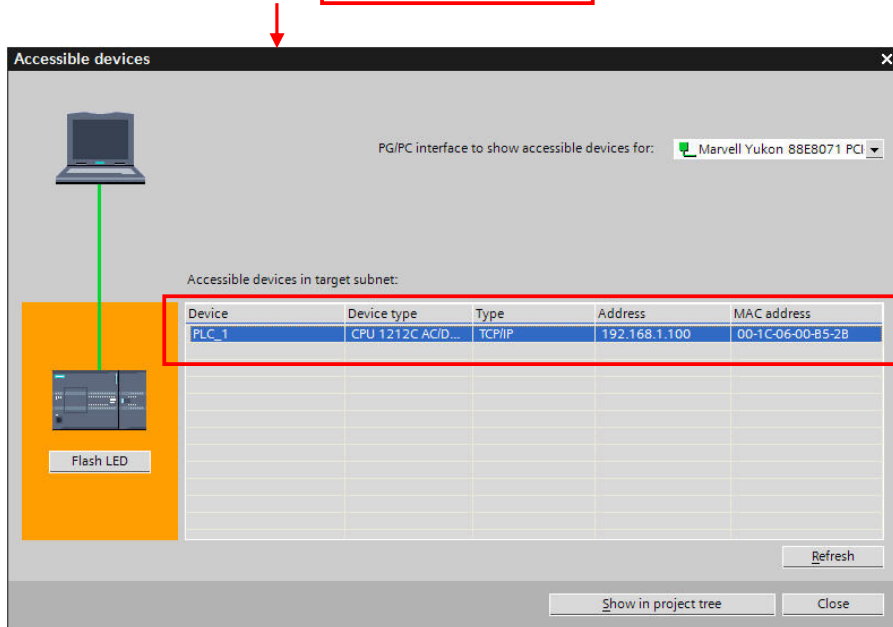 Accessible devices
PG/PC interface to show accessible devices for: Marvell Yukon 88E8071 PCI-
Accessible devices in target subnet:
Device Device type Type Address MAC address
PLC_1 CPU 1212C AC/D... TCP/IP 192.168.1.100 00-1C-06-00-B5-2B
Flash LED
Refresh
Show in project tree Close